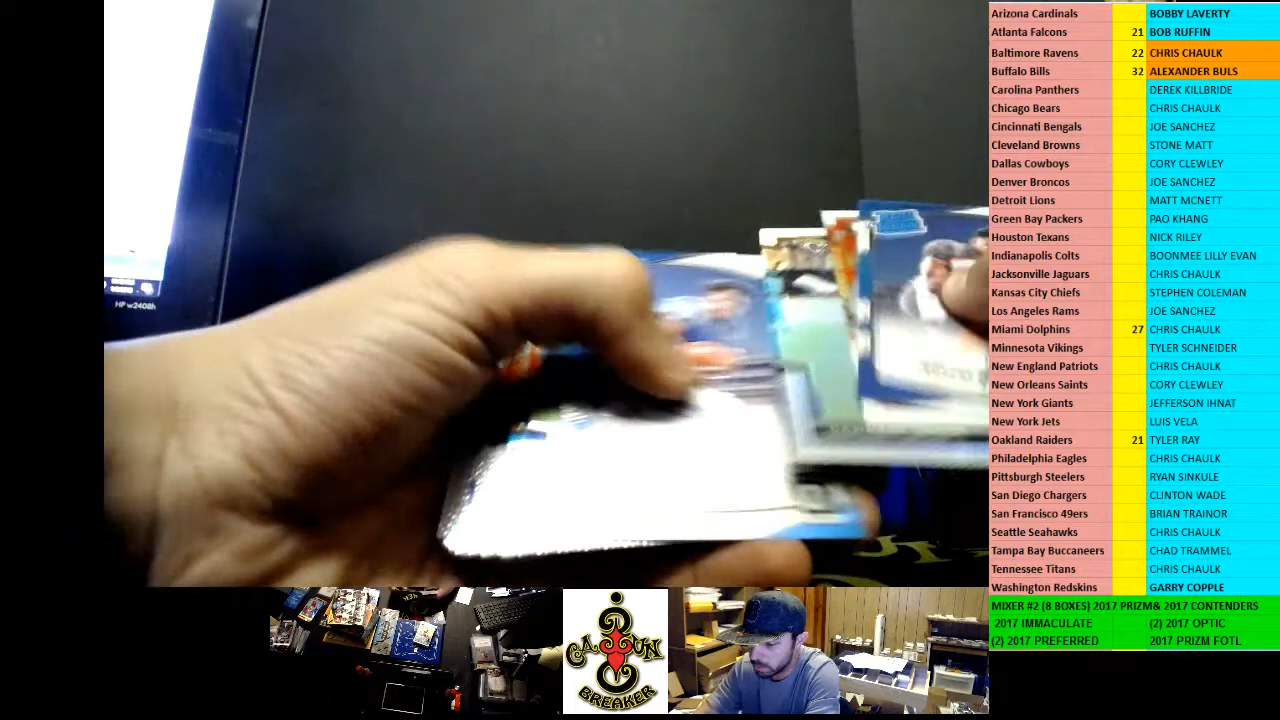 Arizona Cardinals BOBBY LAVERTY
Atlanta Falcons 21 BOB RUFFIN
Baltimore Ravens 22 CHRIS CHAULK
Buffalo Bills 32 ALEXANDER BULS
Carolina Panthers DEREK KILLBRIDE
Chicago Bears CHRIS CHAULK
Cincinnati Bengals JOE SANCHEZ
Cleveland Browns STONE MATT
Dallas Cowboys CORY CLEWLEY
Denver Broncos JOE SANCHEZ
Detroit Lions MATT MCNETT
Green Bay Packers PAO KHANG
Houston Texans NICK RILEY
Indianapolis Colts BOONMEE LILLY EVAN
Jacksonville Jaguars CHRIS CHAULK
Kansas City Chiefs STEPHEN COLEMAN
Los Angeles Rams JOE SANCHEZ
Miami Dolphins 27 CHRIS CHAULK
Minnesota Vikings TYLER SCHNEIDER
New England Patriots CHRIS CHAULK
New Orleans Saints CORY CLEWLEY
New York Giants JEFFERSON IHNAT
New York Jets LUIS VELA
Oakland Raiders 21 TYLER RAY
Philadelphia Eagles CHRIS CHAULK
Pittsburgh Steelers RYAN SINKULE
San Diego Chargers CLINTON WADE
San Francisco 49ers BRIAN TRAINOR
Seattle Seahawks CHRIS CHAULK
Tampa Bay Buccaneers CHAD TRAMMEL
Tennessee Titans CHRIS CHAULK
Washington Redskins GARRY COPPLE
MIXER #2 (8 BOXES) 2017 PRIZM& 2017 CONTENDERS
2017 IMMACULATE (2) 2017 OPTIC
(2) 2017 PREFERRED 2017 PRIZM FOTL
HP w2408h
CAJUN
BREAKER